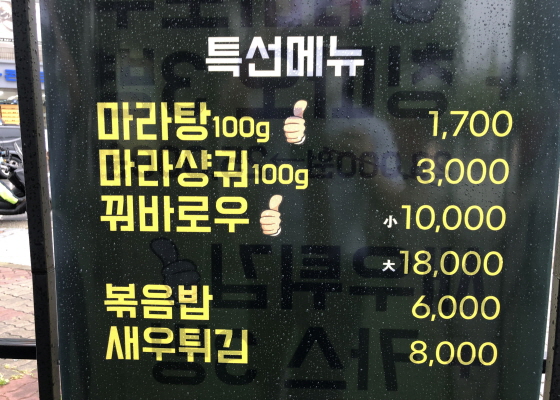 특선메뉴
마라탕100g 1,700
마라샹궈100g 3,000
꿔바로우 小10,000
大18,000
볶음밥 6,000
새우튀김 8,000